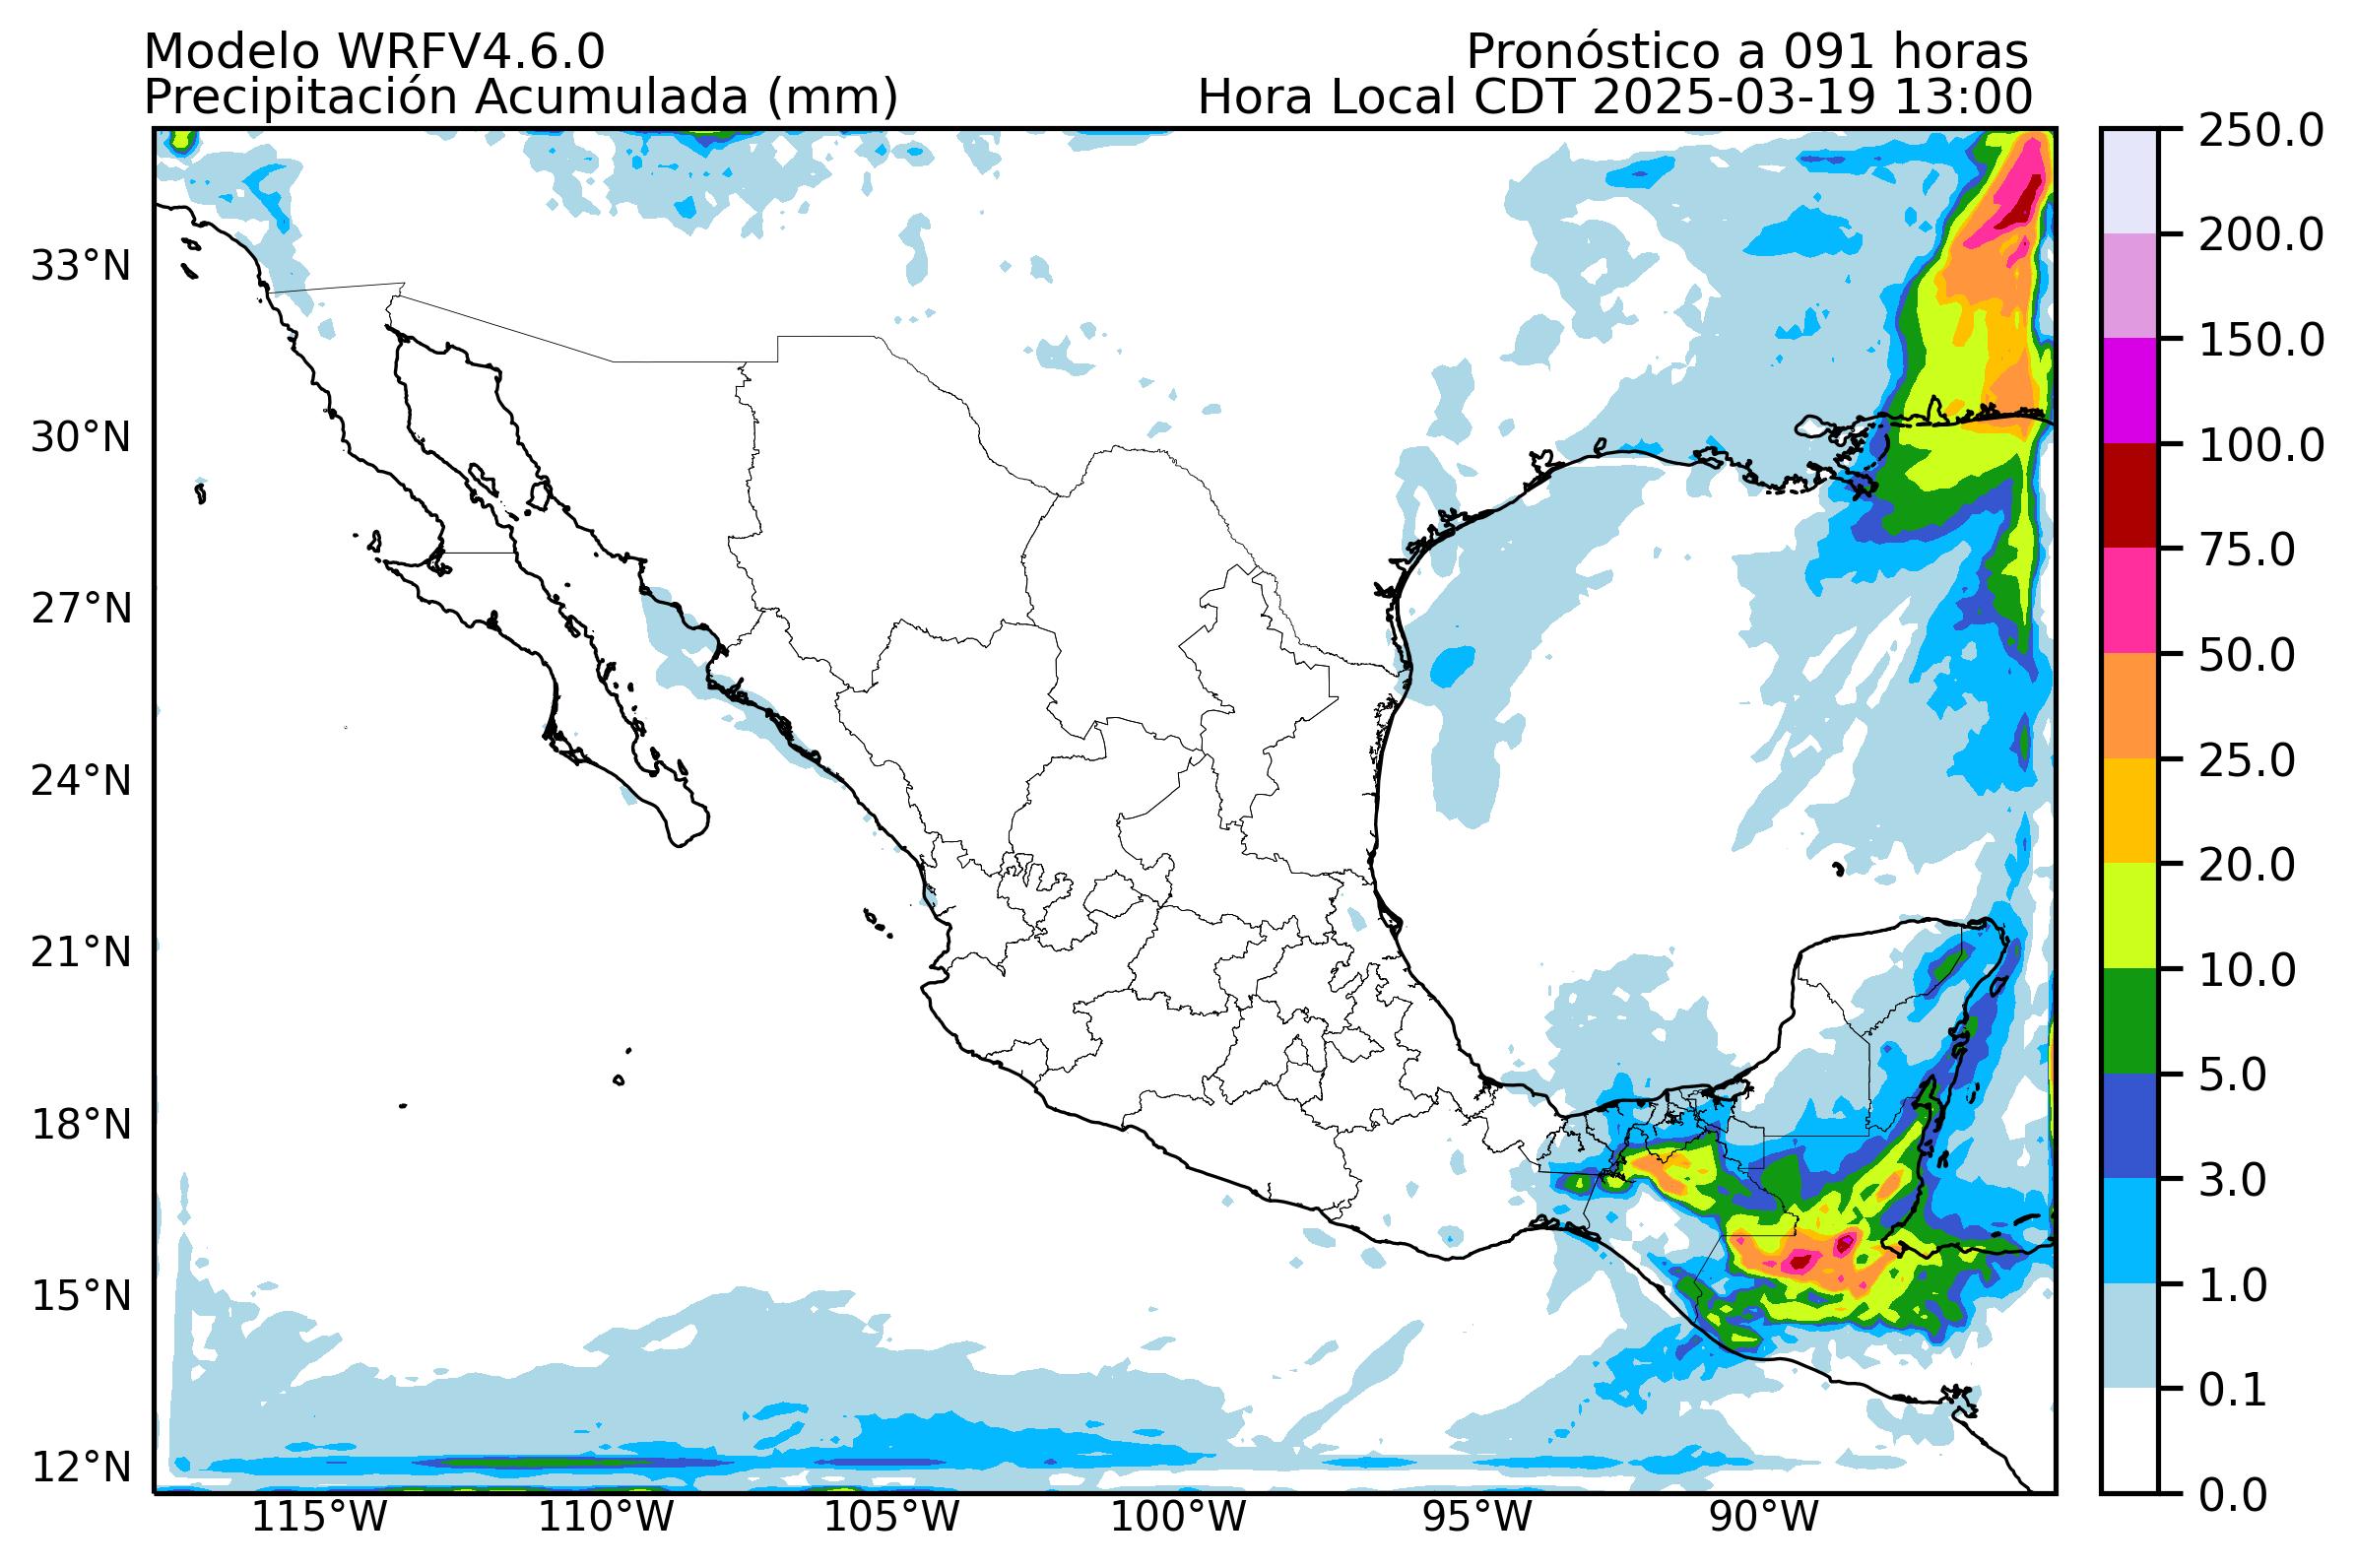 Modelo WRFV4.6.0
Pronóstico a 091 horas
Precipitación Acumulada (mm)
Hora Local CDT 2025-03-19 13:00
33°N
30°N
27°N
24°N
21°N
18°N
15°N
12°N
115°W
110°W
105°W
100°W
95°W
90°W
250.0
200.0
150.0
100.0
75.0
50.0
25.0
20.0
10.0
5.0
3.0
1.0
0.1
0.0